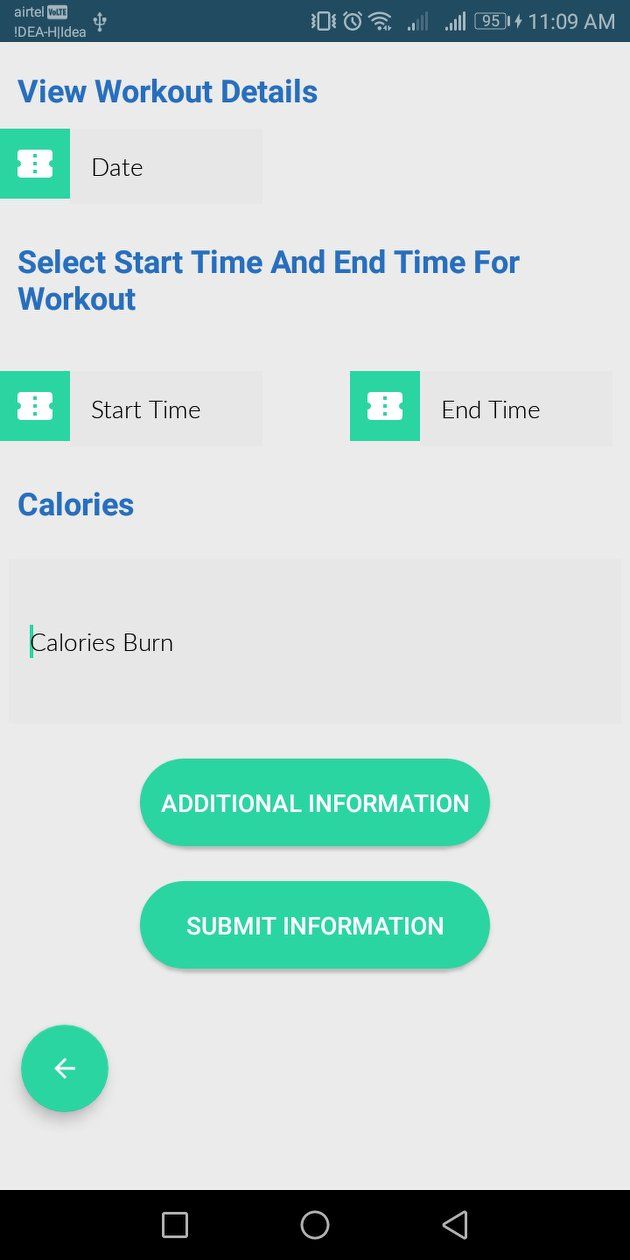 airtel VoLTE
!DEA-H|Idea 95 11:09 AM
View Workout Details
Date
Select Start Time And End Time For
Workout
Start Time End Time
Calories
Calories Burn
ADDITIONAL INFORMATION
SUBMIT INFORMATION